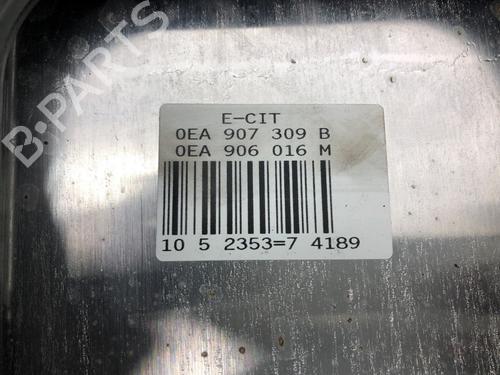 B-PARTS
E-CIT
0EA 907 309 B
0EA 906 016 M
10 5 2353=7 4189